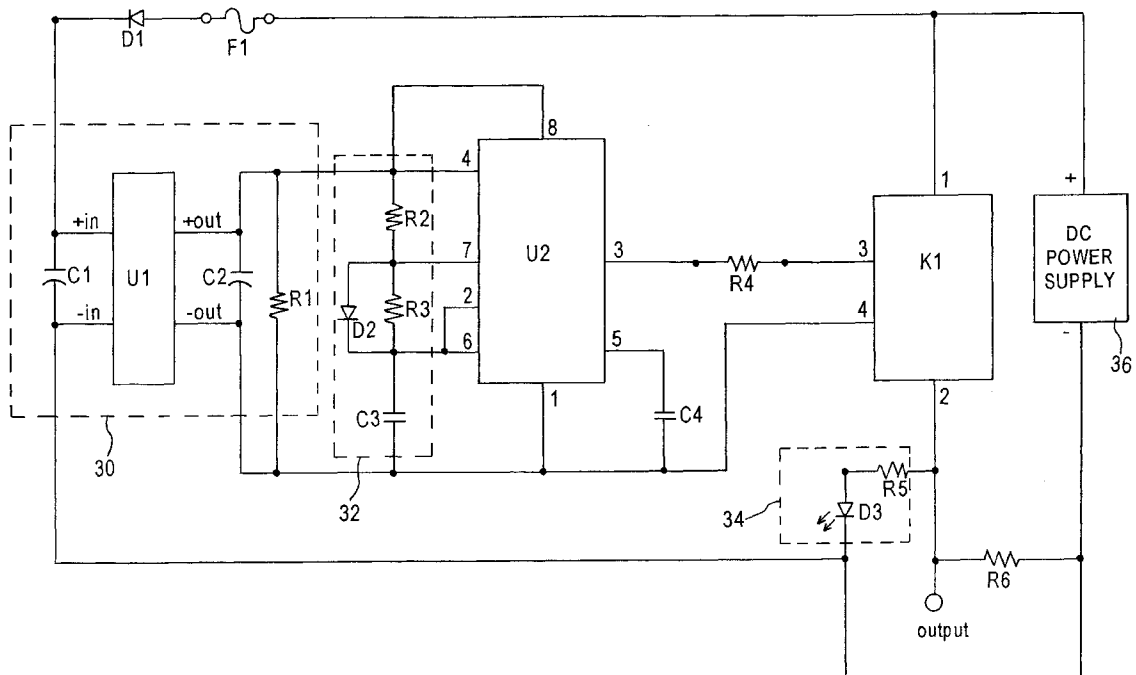 D1
F1
8
4
+in
+out
R2
+
1
C1
U1
C2
7
U2
3
3
K1
DC
POWER
SUPPLY
R1
R3
R4
2
D2
-in
-out
4
6
5
-
36
1
2
C3
C4
30
32
R5
34
D3
R6
output